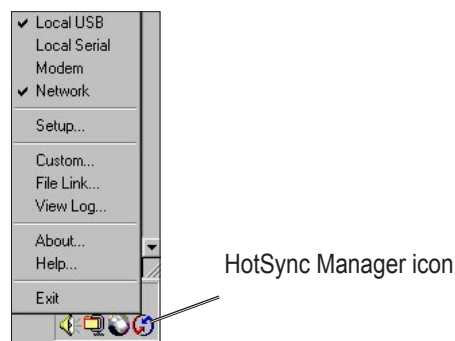 Local USB
Local Serial
Modem
Network
Setup...
Custom...
File Link...
View Log...
About...
Help...
Exit
HotSync Manager icon